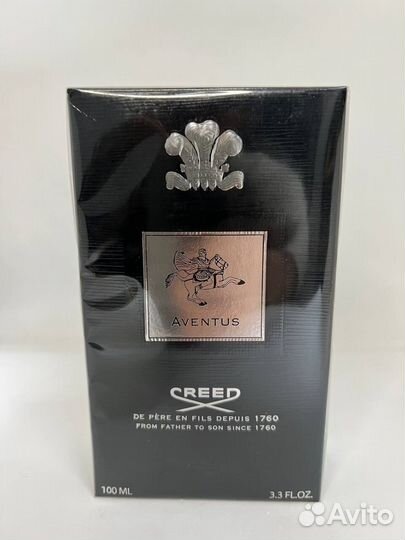 AVENTUS
CREED
DE PÈRE EN FILS DEPUIS 1760
FROM FATHER TO SON SINCE 1760
100 ML 3.3 FL.OZ.
Avito